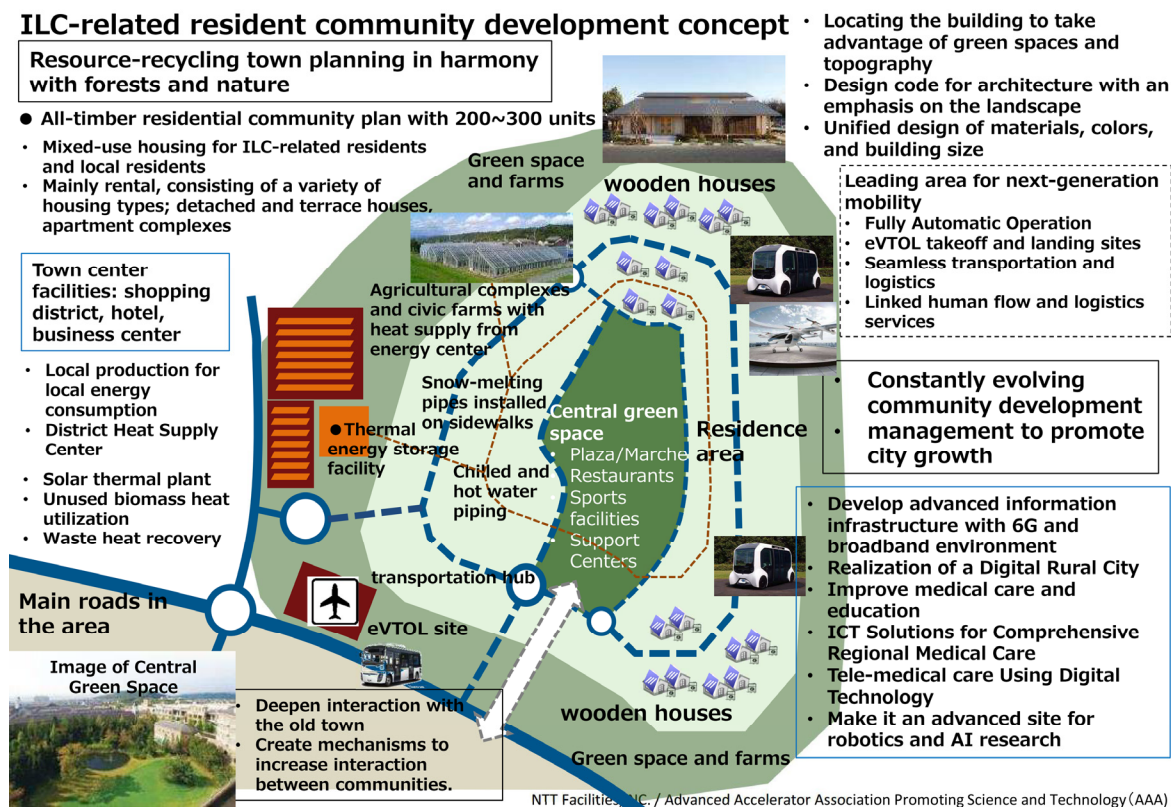 ILC-related resident community development concept
Resource-recycling town planning in harmony
with forests and nature
● All-timber residential community plan with 200~300 units
• Mixed-use housing for ILC-related residents
and local residents
• Mainly rental, consisting of a variety of
housing types; detached and terrace houses,
apartment complexes
Town center
facilities: shopping
district, hotel,
business center
• Local production for
local energy
consumption
• District Heat Supply
Center
• Solar thermal plant
• Unused biomass heat
utilization
• Waste heat recovery
Main roads in
the area
Image of Central
Green Space
Green space
and farms
wooden houses
Agricultural complexes
and civic farms with
heat supply from
energy center
Snow-melting
pipes installed
on sidewalks
●Thermal
energy storage
facility
Chilled and
hot water
piping
Central green
space
• Plaza/Marche
Restaurants
• Sports
facilities
• Support
Centers
Residence
area
transportation hub
eVTOL site
• Deepen interaction with
the old town
• Create mechanisms to
increase interaction
between communities.
wooden houses
Green space and farms
• Locating the building to take
advantage of green spaces and
topography
• Design code for architecture with an
emphasis on the landscape
• Unified design of materials, colors,
and building size
Leading area for next-generation
mobility
• Fully Automatic Operation
• eVTOL takeoff and landing sites
• Seamless transportation and
logistics
• Linked human flow and logistics
services
• Constantly evolving
community development
• management to promote
city growth
• Develop advanced information
infrastructure with 6G and
broadband environment
• Realization of a Digital Rural City
• Improve medical care and
education
• ICT Solutions for Comprehensive
Regional Medical Care
• Tele-medical care Using Digital
Technology
• Make it an advanced site for
robotics and AI research
NTT Facilities, INC. / Advanced Accelerator Association Promoting Science and Technology(AAA)